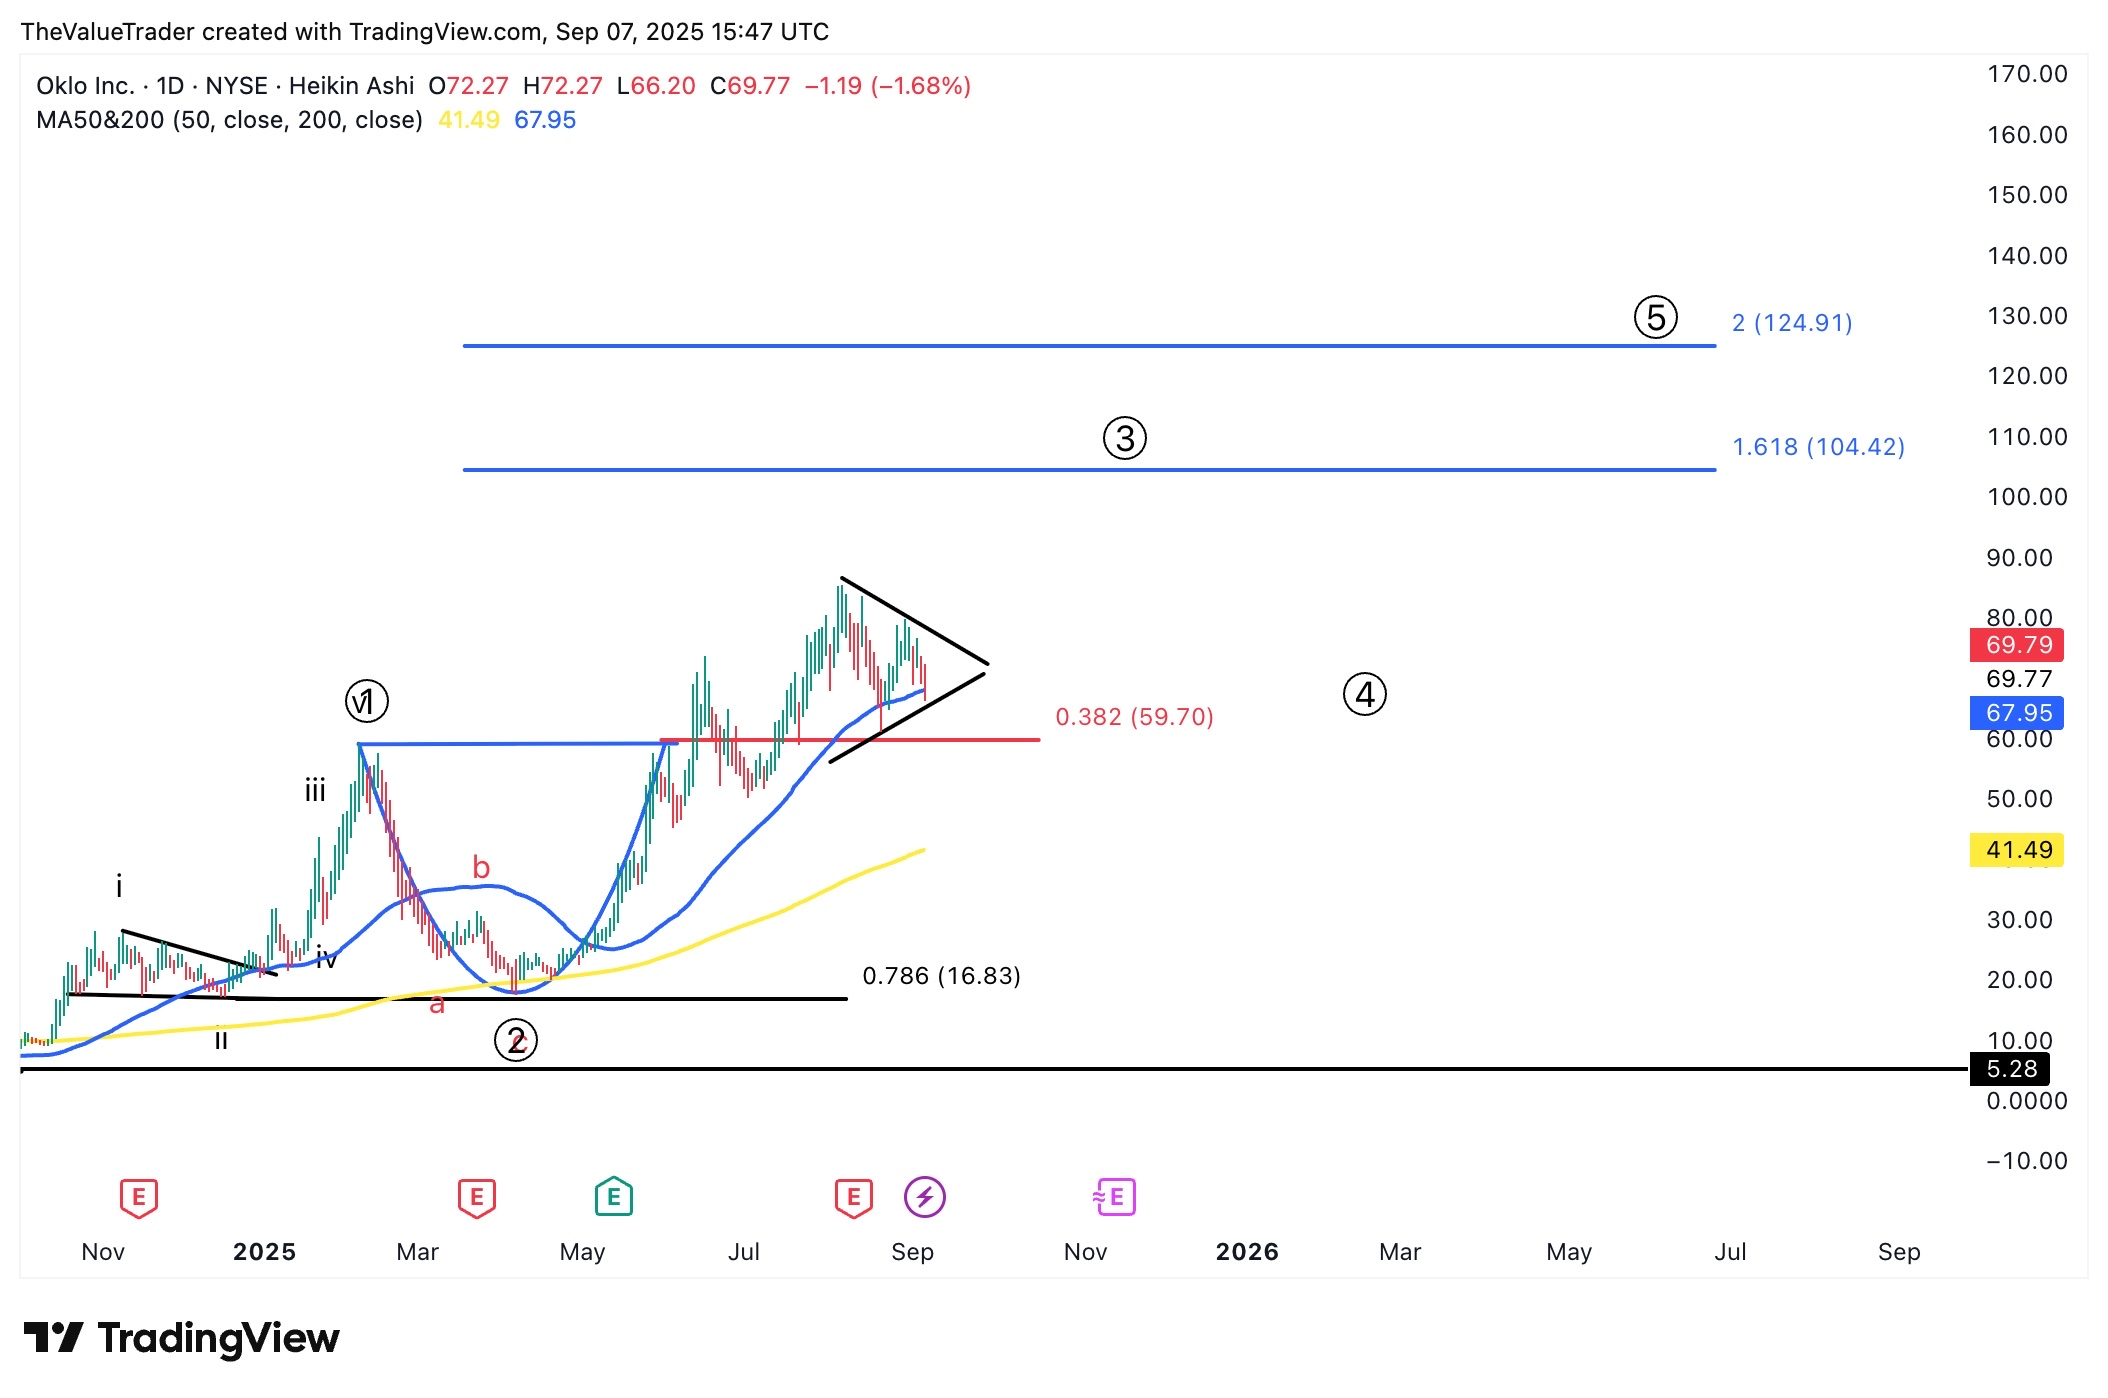 TheValueTrader created with TradingView.com, Sep 07, 2025 15:47 UTC
Oklo Inc. · 1D · NYSE · Heikin Ashi O72.27 H72.27 L66.20 C69.77 −1.19 (−1.68%)
MA50&200 (50, close, 200, close) 41.49 67.95
170.00
160.00
150.00
140.00
130.00
120.00
110.00
100.00
90.00
80.00
69.79
69.77
67.95
60.00
50.00
41.49
30.00
20.00
10.00
5.28
0.0000
−10.00
⑤
2 (124.91)
③
1.618 (104.42)
④
0.382 (59.70)
v
①
iii
b
i
iv
0.786 (16.83)
a
ii
②
c
E
E
E
E
≈E
Nov 2025 Mar May Jul Sep Nov 2026 Mar May Jul Sep
TradingView